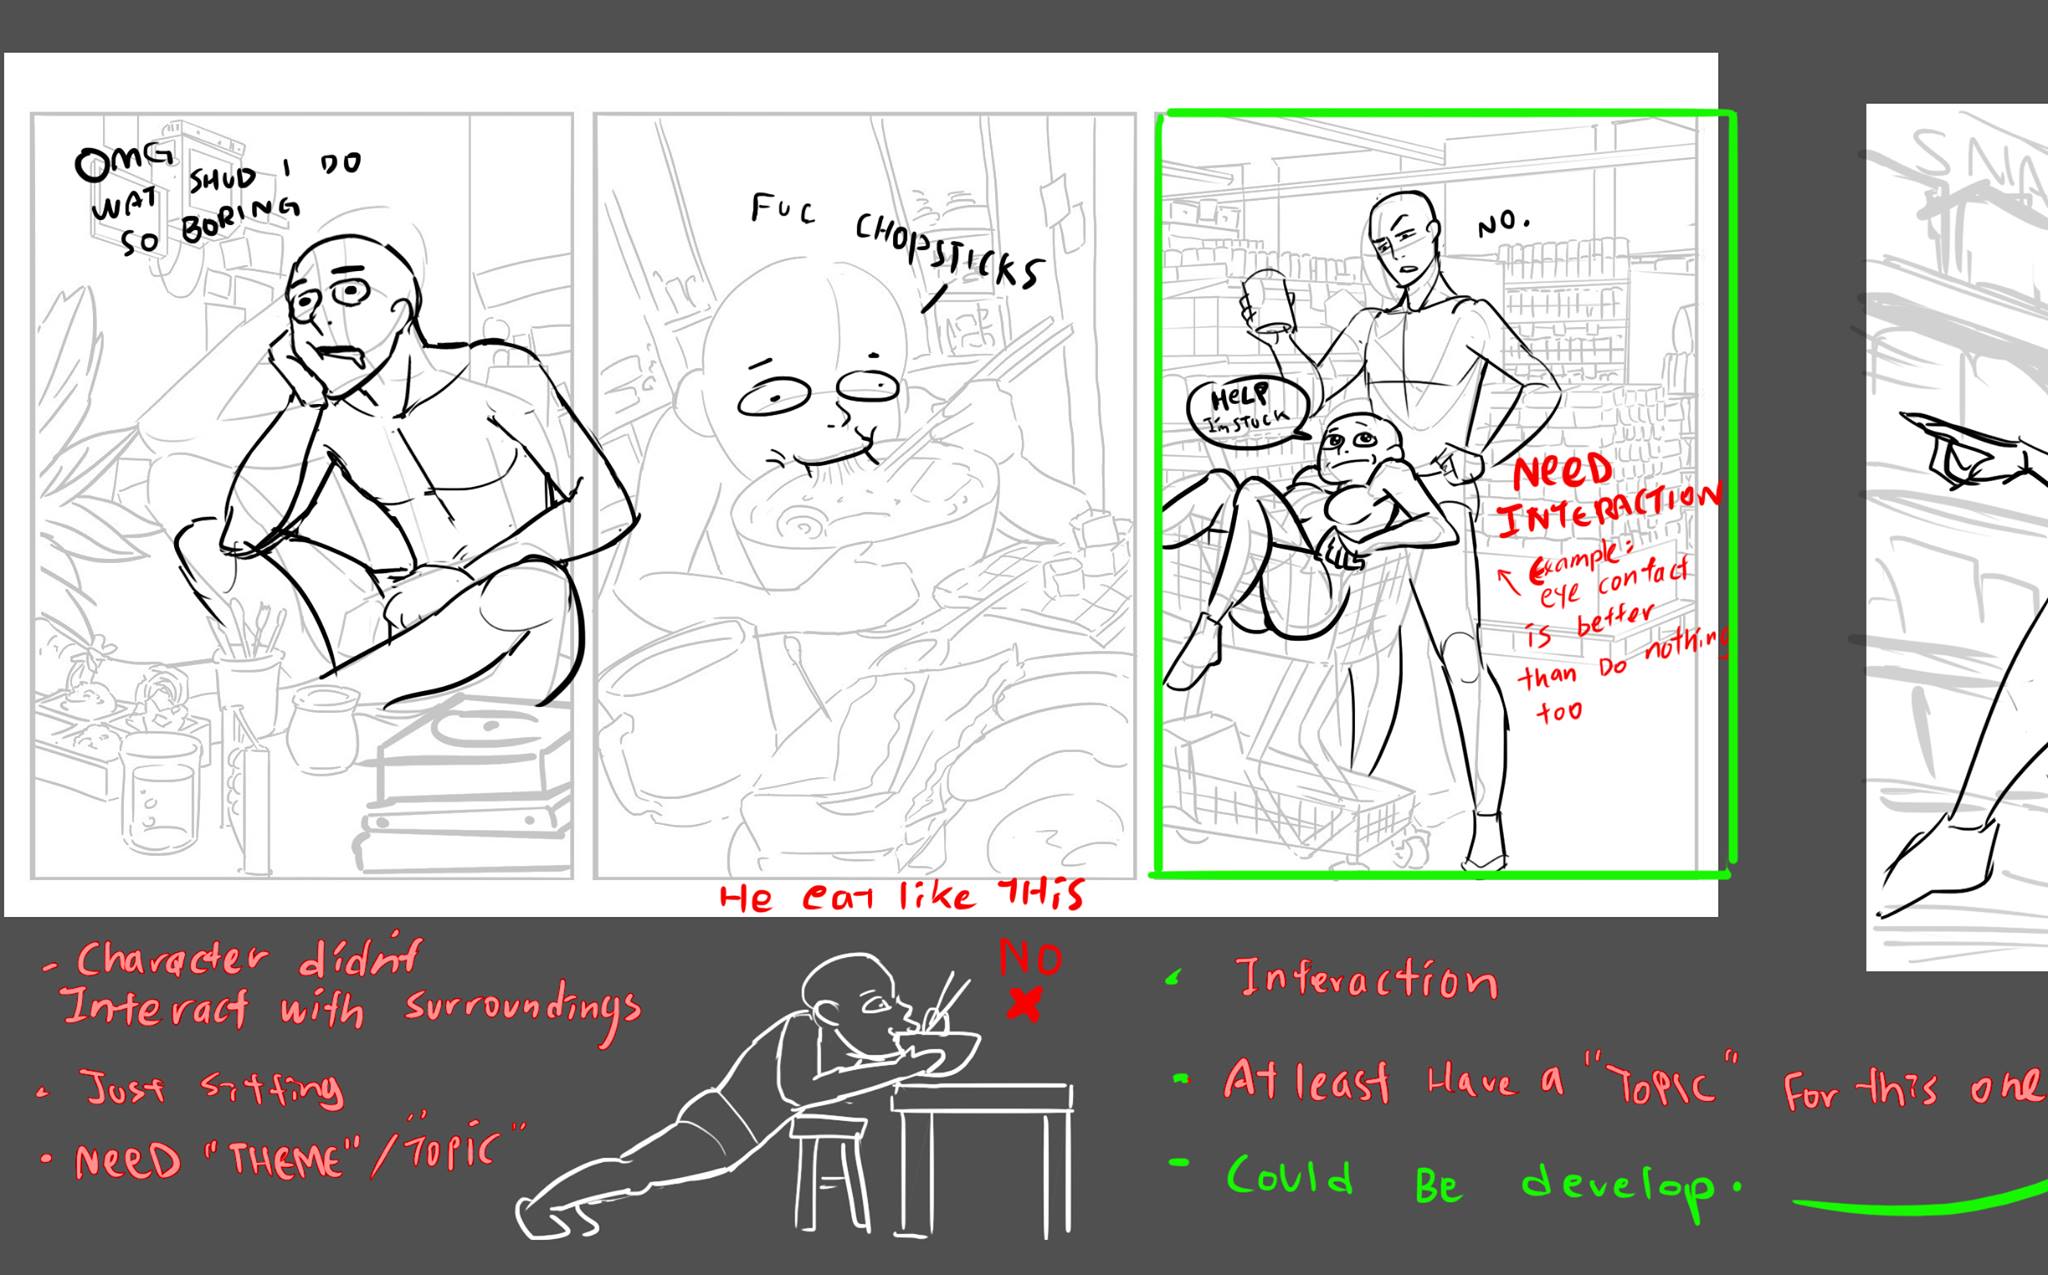 OMG
WAT SHUD I DO
SO BORING
FUC CHOPSTICKS
NO.
HELP
I'm STUCK
NEED
INTERACTION
Example:
eye contact
is better
than Do nothing
too
He eat like THis
- Character didn't
Interact with surroundings
• Just sitting
• NEED "THEME"/"TOPIC"
NO
• Interaction
- At least Have a "TOPIC" For this one
- Could Be develop.